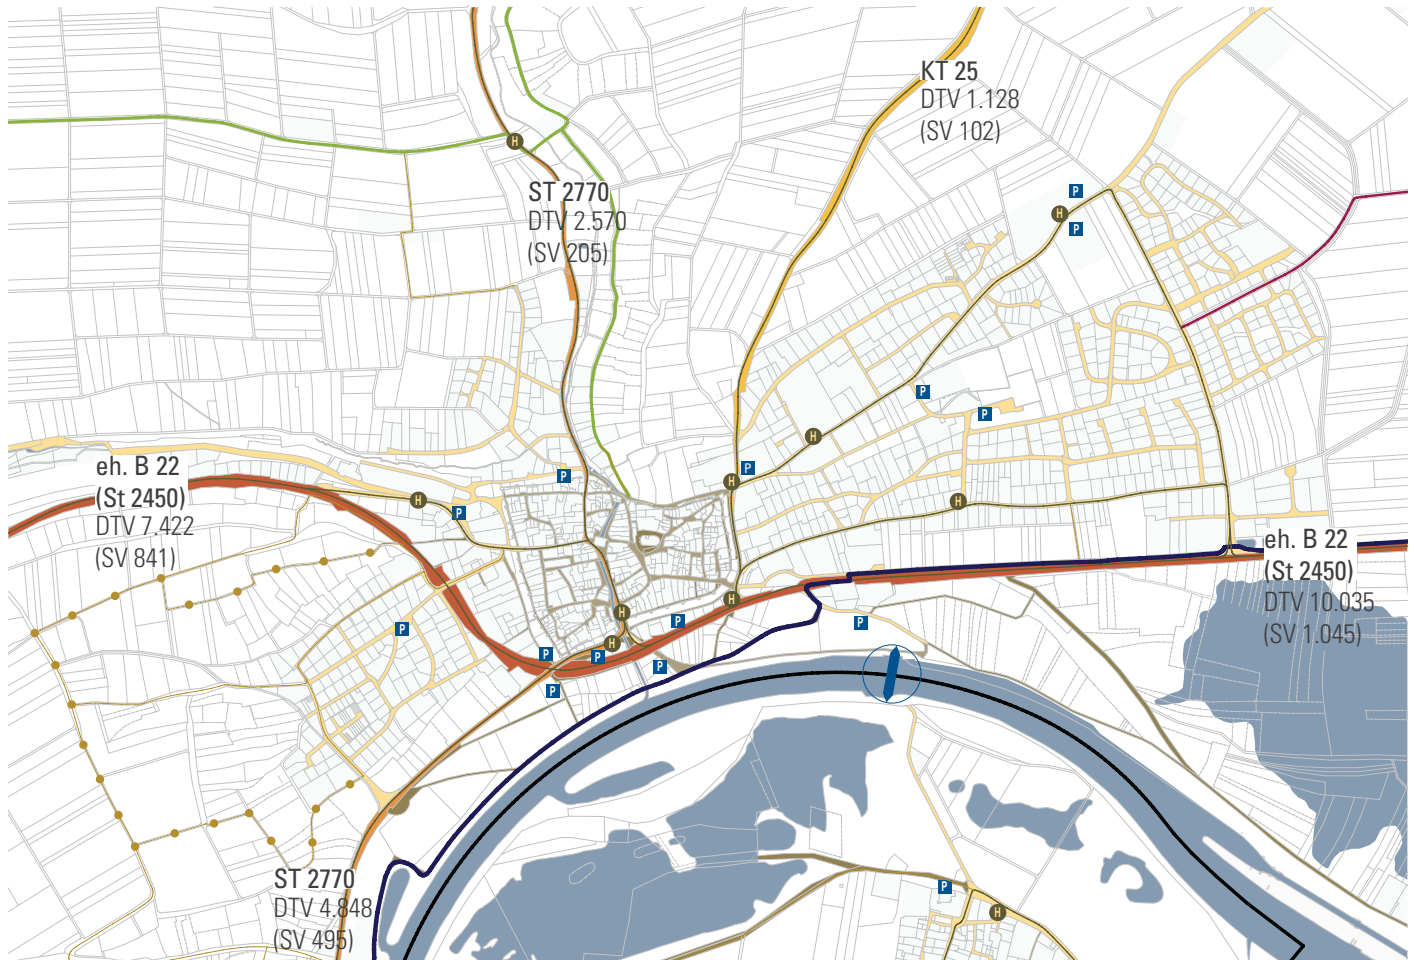 KT 25
DTV 1.128
(SV 102)
P
H
P
H
ST 2770
DTV 2.570
(SV 205)
P
P
H
eh. B 22
(St 2450)
DTV 7.422
(SV 841)
P
P
H
H
P
H
eh. B 22
(St 2450)
DTV 10.035
(SV 1.045)
H
H
P
P
P
H
P
P
P
P
ST 2770
DTV 4.848
(SV 495)
P
H